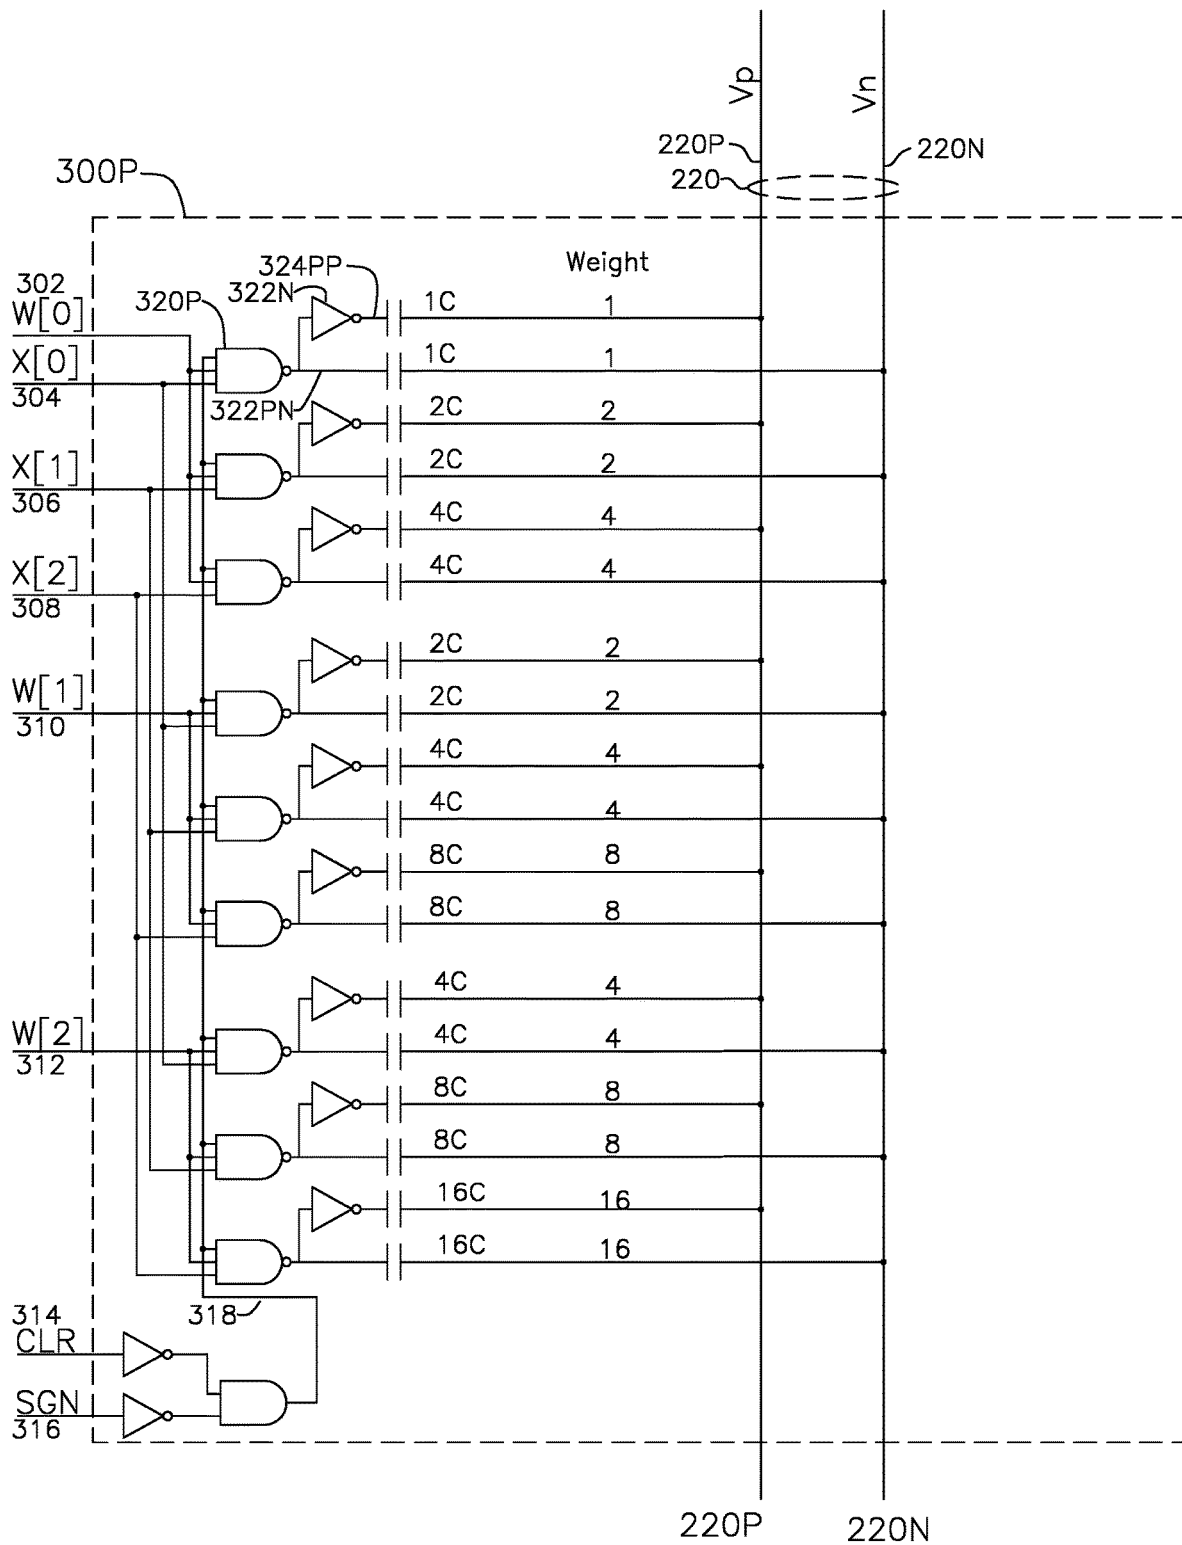 Vp
Vn
220P
220N
220
300P
Weight
302
W[0]
320P
324PP
322N
1C
1
X[0]
304
1C
1
322PN
2C
2
X[1]
306
2C
2
4C
4
X[2]
308
4C
4
2C
2
W[1]
310
2C
2
4C
4
4C
4
8C
8
8C
8
4C
4
W[2]
312
4C
4
8C
8
8C
8
16C
16
16C
16
318
314
CLR
SGN
316
220P
220N